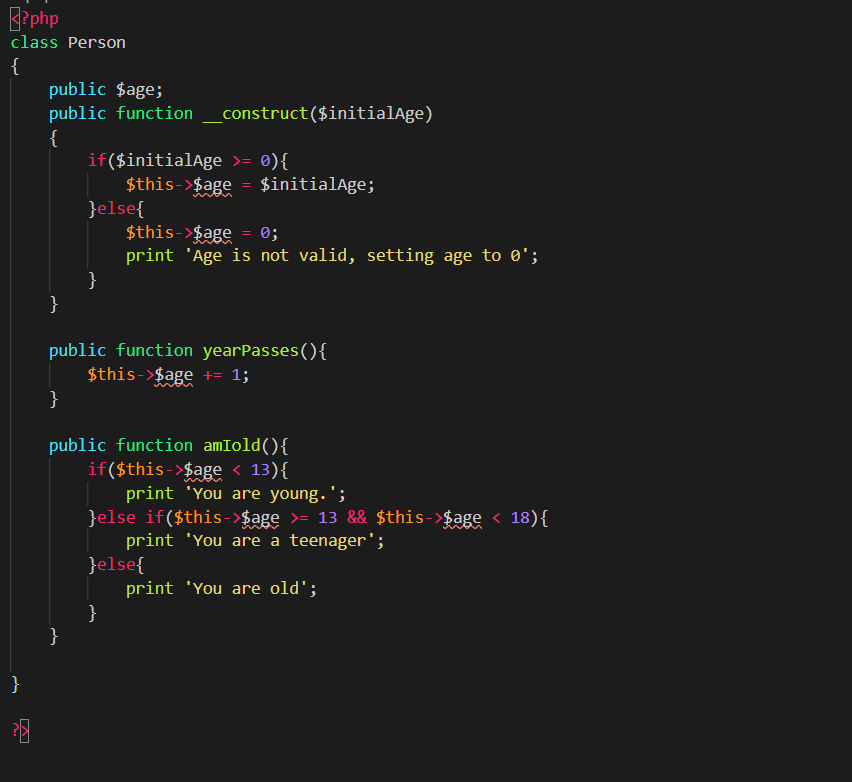 <?php
class Person
{
    public $age;
    public function __construct($initialAge)
    {
        if($initialAge >= 0){
            $this->$age = $initialAge;
        }else{
            $this->$age = 0;
            print 'Age is not valid, setting age to 0';
        }
    }

    public function yearPasses(){
        $this->$age += 1;
    }

    public function amIold(){
        if($this->$age < 13){
            print 'You are young.';
        }else if($this->$age >= 13 && $this->$age < 18){
            print 'You are a teenager';
        }else{
            print 'You are old';
        }
    }

}

?>